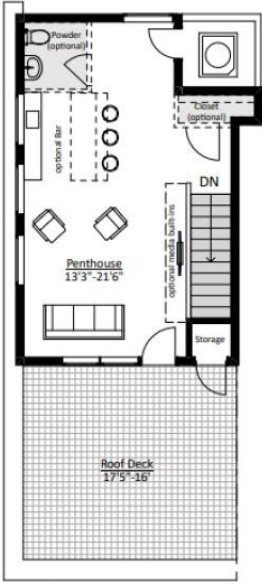 Powder
(optional)
Closet
(optional)
optional Bar
DN
optional media built-ins
Penthouse
13'3"-21'6"
Storage
Roof Deck
17'5"-16'